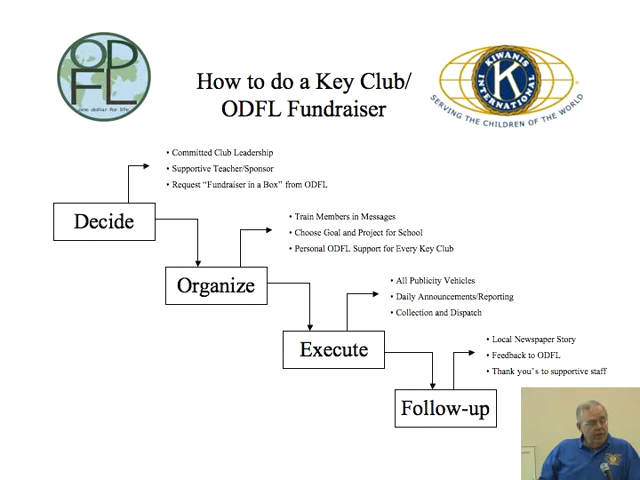 OD
FL
one dollar for life
How to do a Key Club/
ODFL Fundraiser
KIWANIS
K
INTERNATIONAL
SERVING THE CHILDREN OF THE WORLD
• Committed Club Leadership
• Supportive Teacher/Sponsor
• Request “Fundraiser in a Box” from ODFL
Decide
• Train Members in Messages
• Choose Goal and Project for School
• Personal ODFL Support for Every Key Club
Organize
• All Publicity Vehicles
• Daily Announcements/Reporting
• Collection and Dispatch
Execute
• Local Newspaper Story
• Feedback to ODFL
• Thank you’s to supportive staff
Follow-up